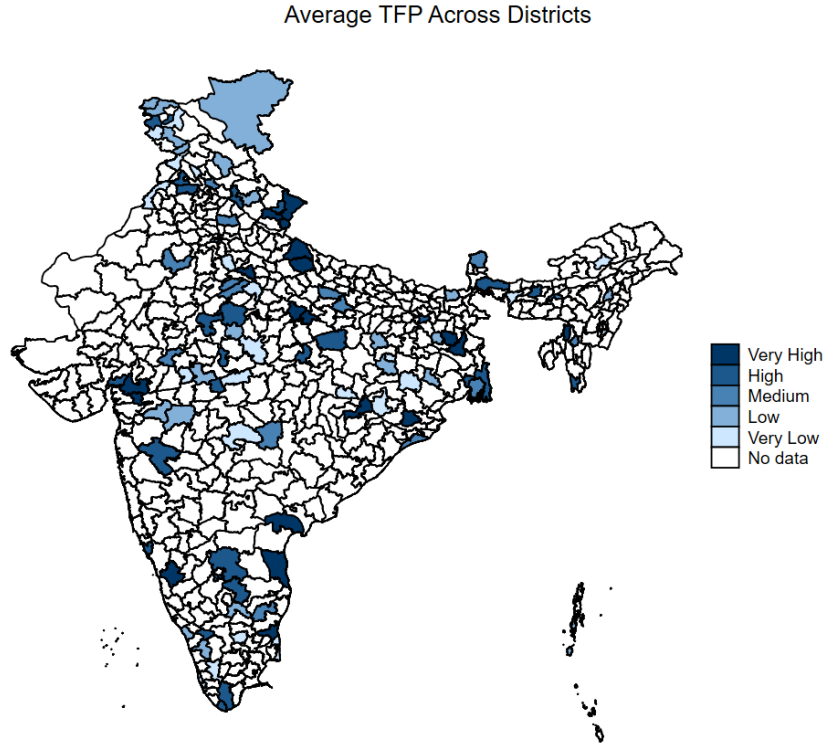 Average TFP Across Districts
Very High
High
Medium
Low
Very Low
No data